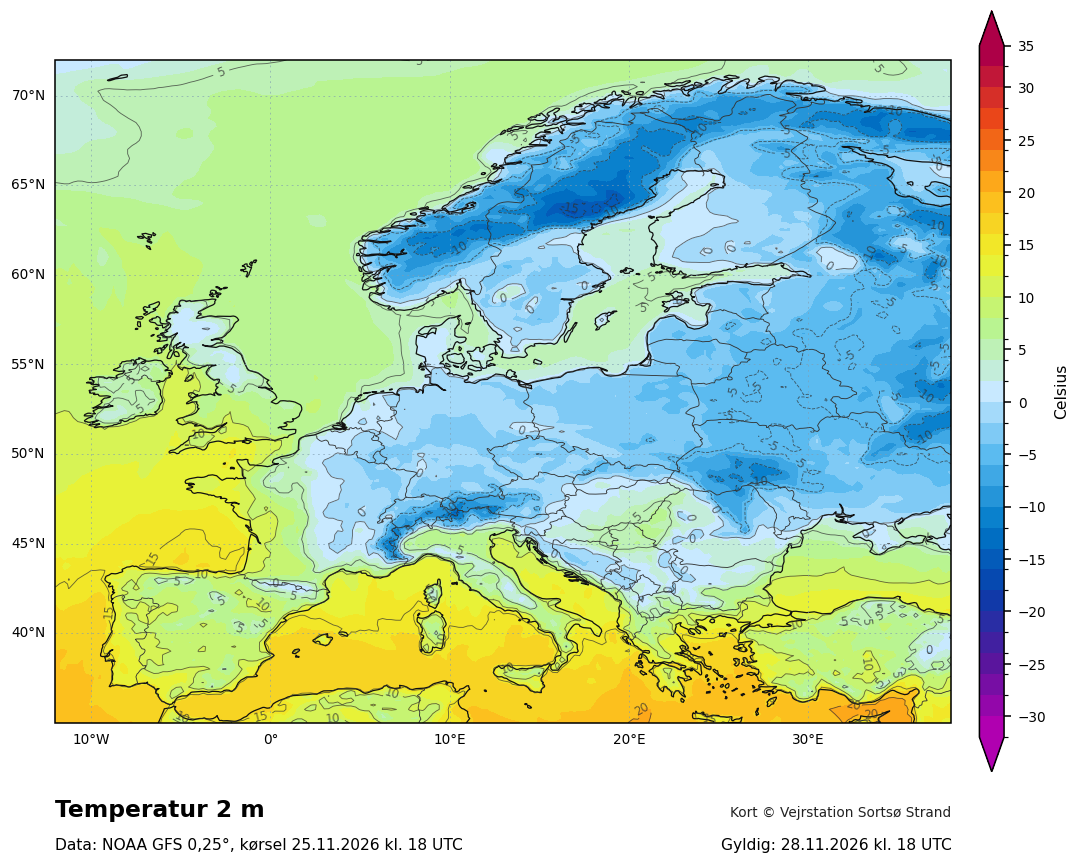 70°N
65°N
60°N
55°N
50°N
45°N
40°N
10°W 0° 10°E 20°E 30°E
35
30
25
20
15
10
5
0
−5
−10
−15
−20
−25
−30
Celsius
Temperatur 2 m
Kort © Vejrstation Sortsø Strand
Data: NOAA GFS 0,25°, kørsel 25.11.2026 kl. 18 UTC
Gyldig: 28.11.2026 kl. 18 UTC